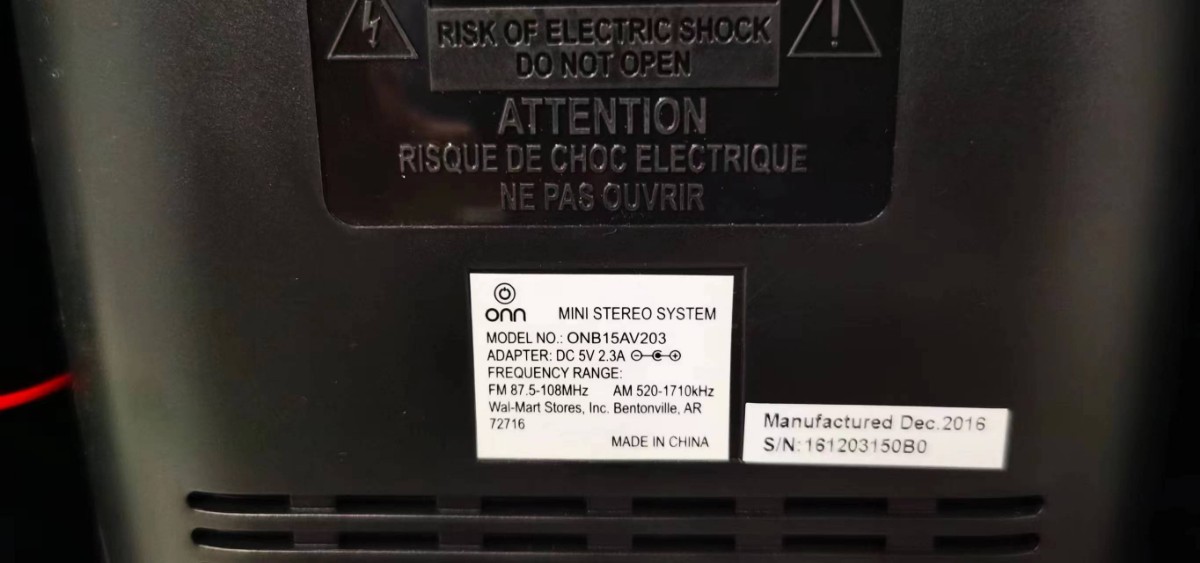 RISK OF ELECTRIC SHOCK
DO NOT OPEN
ATTENTION
RISQUE DE CHOC ELECTRIQUE
NE PAS OUVRIR
onn MINI STEREO SYSTEM
MODEL NO.: ONB15AV203
ADAPTER: DC 5V 2.3A
FREQUENCY RANGE:
FM 87.5-108MHz AM 520-1710kHz
Wal-Mart Stores, Inc. Bentonville, AR
72716
MADE IN CHINA
Manufactured Dec.2016
S/N:161203150B0